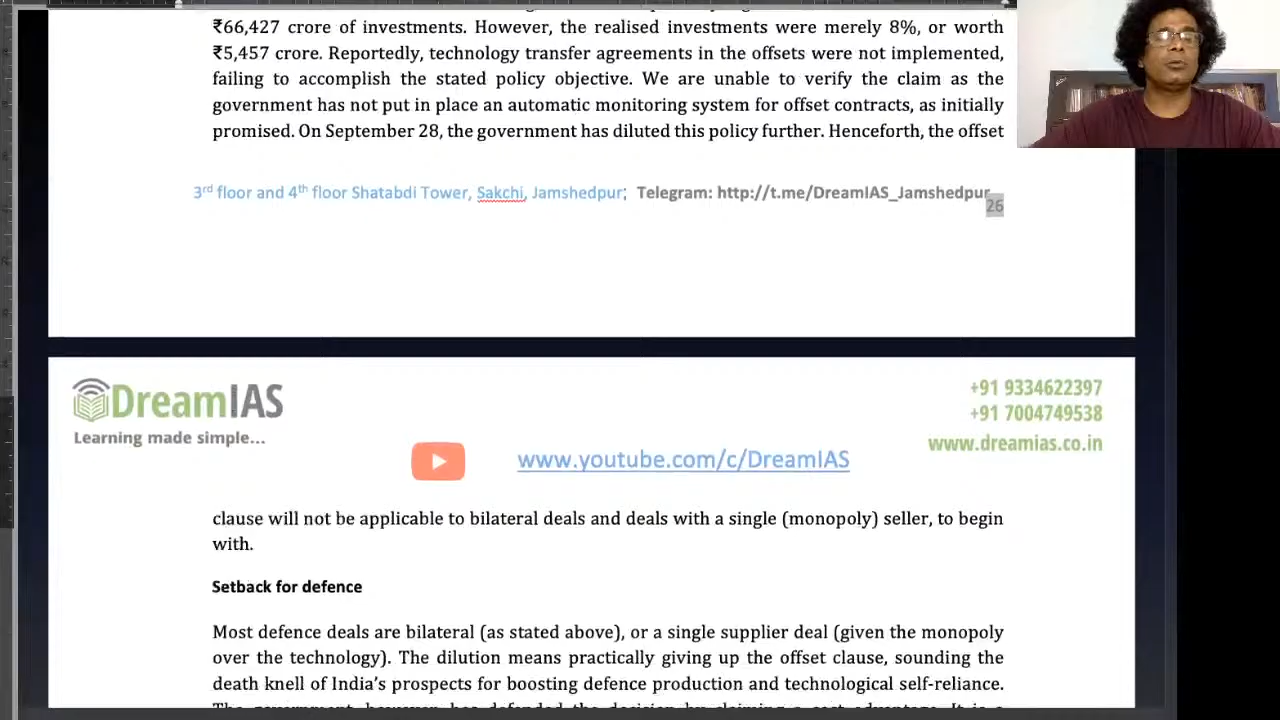 ₹66,427 crore of investments. However, the realised investments were merely 8%, or worth
₹5,457 crore. Reportedly, technology transfer agreements in the offsets were not implemented,
failing to accomplish the stated policy objective. We are unable to verify the claim as the
government has not put in place an automatic monitoring system for offset contracts, as initially
promised. On September 28, the government has diluted this policy further. Henceforth, the offset
3rd floor and 4th floor Shatabdi Tower, Sakchi, Jamshedpur; Telegram: http://t.me/DreamIAS_Jamshedpur
26
DreamIAS
Learning made simple...
+91 9334622397
+91 7004749538
www.dreamias.co.in
www.youtube.com/c/DreamIAS
clause will not be applicable to bilateral deals and deals with a single (monopoly) seller, to begin
with.
Setback for defence
Most defence deals are bilateral (as stated above), or a single supplier deal (given the monopoly
over the technology). The dilution means practically giving up the offset clause, sounding the
death knell of India's prospects for boosting defence production and technological self-reliance.